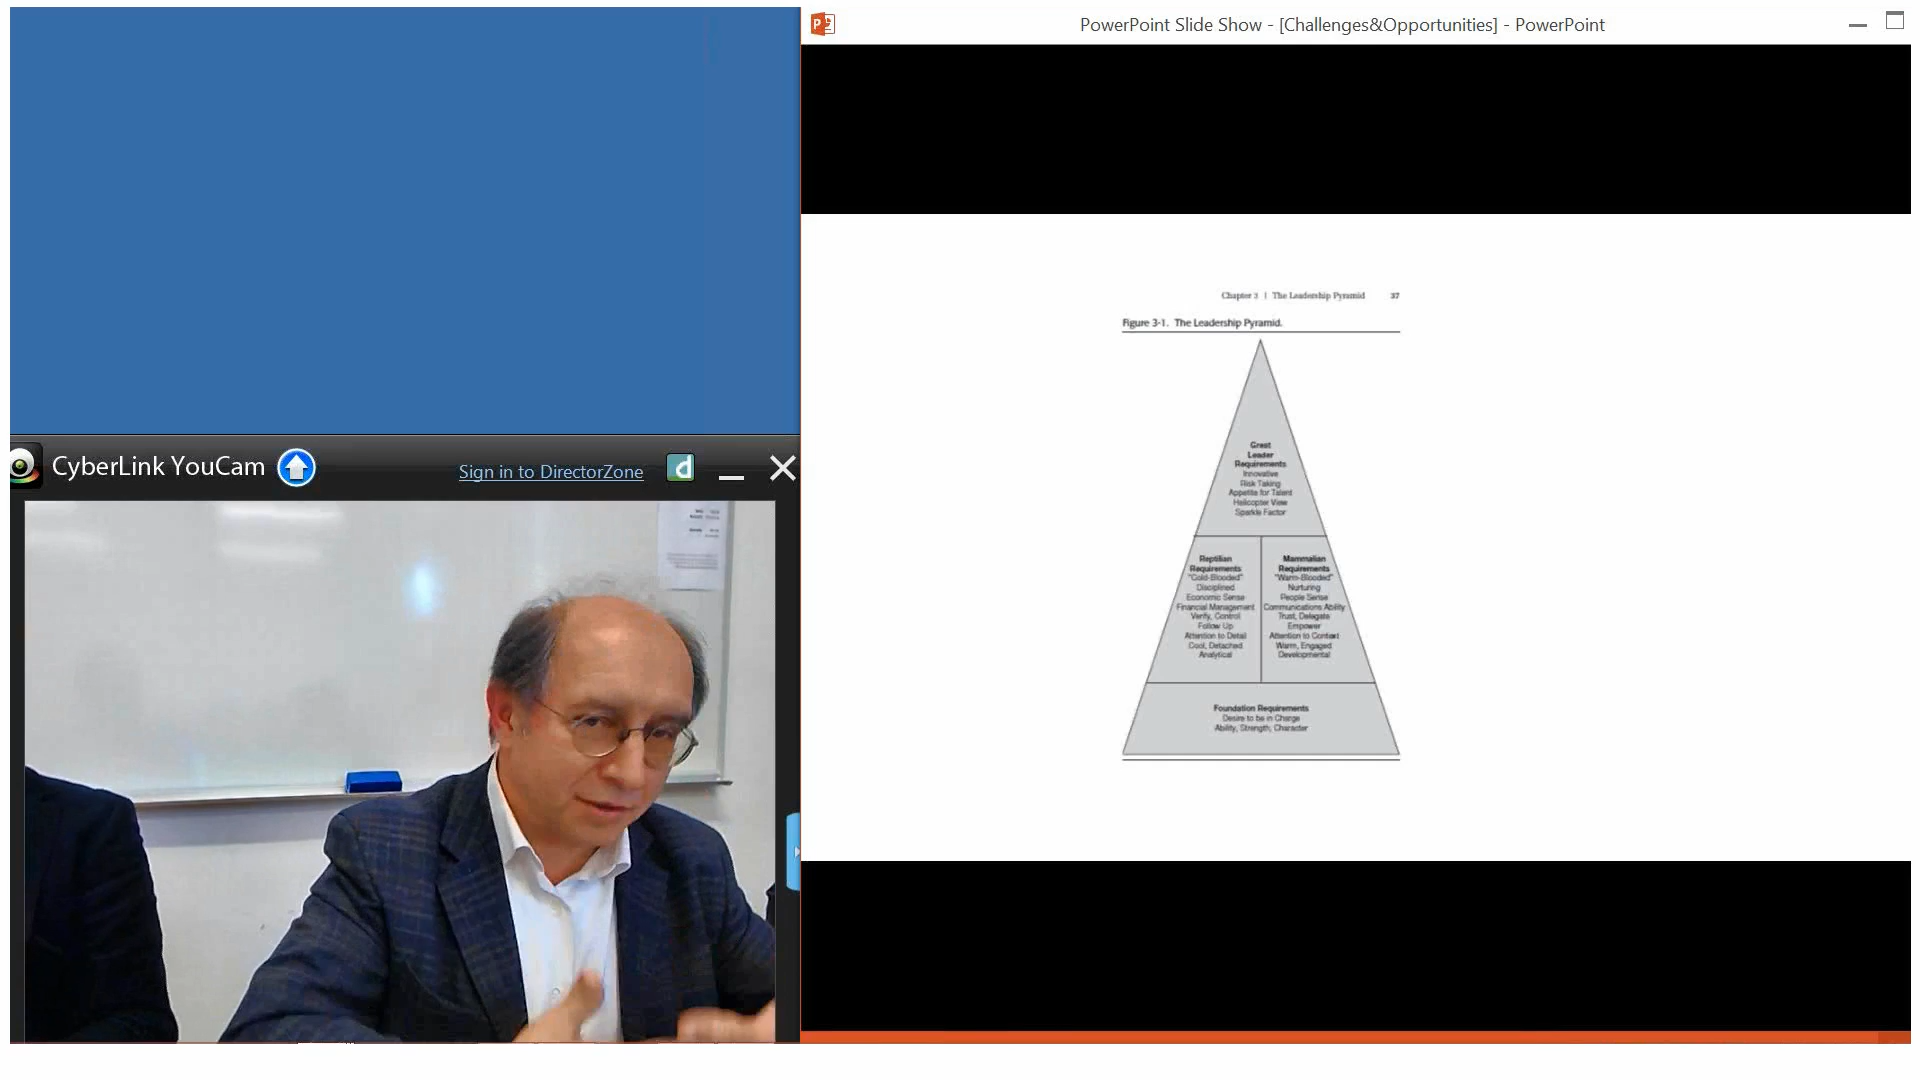 PowerPoint Slide Show - [Challenges&Opportunities] - PowerPoint
CyberLink YouCam
Sign in to DirectorZone
Chapter 3 | The Leadership Pyramid 37
Figure 3-1. The Leadership Pyramid.
Great
Leader
Requirements
Innovative
Risk Taking
Appetite for Talent
Helicopter View
Sparkle Factor
Reptilian
Requirements
"Cold-Blooded"
Disciplined
Economic Sense
Financial Management
Verify, Control
Follow Up
Attention to Detail
Cool, Detached
Analytical
Mammalian
Requirements
"Warm-Blooded"
Nurturing
People Sense
Communications Ability
Trust, Delegate
Empower
Attention to Context
Warm, Engaged
Developmental
Foundation Requirements
Desire to be in Charge
Ability, Strength, Character